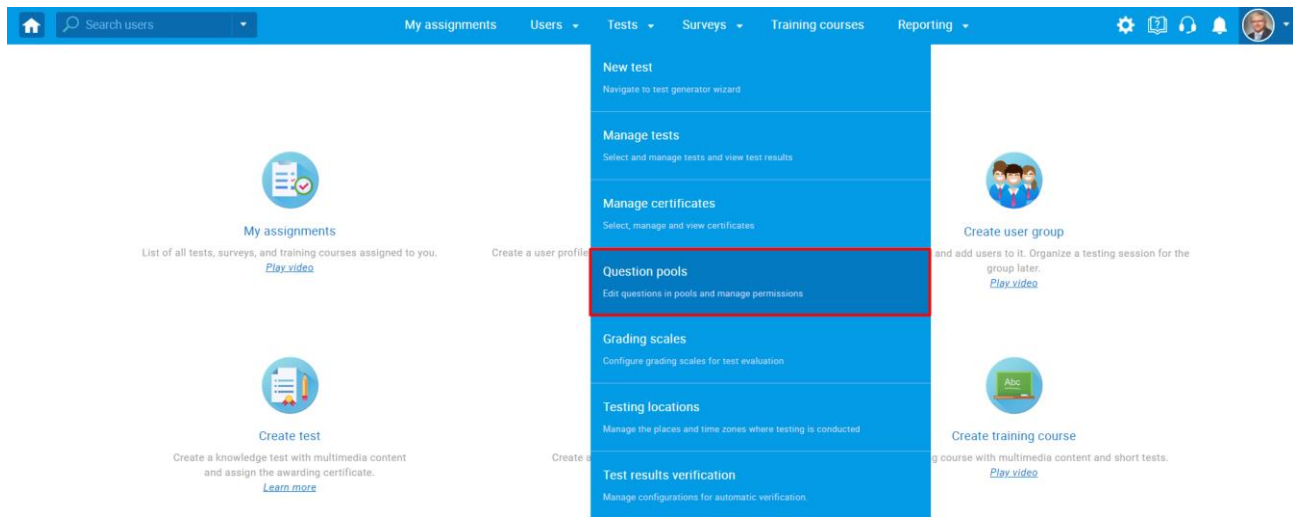 Search users
My assignments
Users
Tests
Surveys
Training courses
Reporting
New test
Navigate to test generator wizard
Manage tests
Select and manage tests and view test results
Manage certificates
Select, manage and view certificates
Question pools
Edit questions in pools and manage permissions
Grading scales
Configure grading scales for test evaluation
Testing locations
Manage the places and time zones where testing is conducted
Test results verification
Manage configurations for automatic verification.
My assignments
List of all tests, surveys, and training courses assigned to you.
Play video
Create a user profile
Create user group
and add users to it. Organize a testing session for the
group later.
Play video
Create test
Create a knowledge test with multimedia content
and assign the awarding certificate.
Learn more
Create a
Abc
Create training course
g course with multimedia content and short tests.
Play video